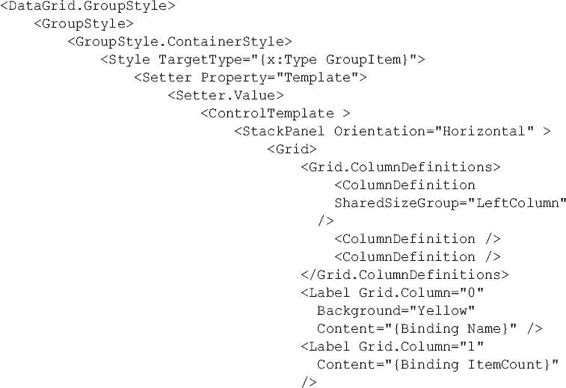 <DataGrid.GroupStyle>
<GroupStyle>
<GroupStyle.ContainerStyle>
<Style TargetType="{x:Type GroupItem}">
<Setter Property="Template">
<Setter.Value>
<ControlTemplate >
<StackPanel Orientation="Horizontal" >
<Grid>
<Grid.ColumnDefinitions>
<ColumnDefinition
SharedSizeGroup="LeftColumn"
/>
<ColumnDefinition />
<ColumnDefinition />
</Grid.ColumnDefinitions>
<Label Grid.Column="0"
Background="Yellow"
Content="{Binding Name}" />
<Label Grid.Column="1"
Content="{Binding ItemCount}"
/>